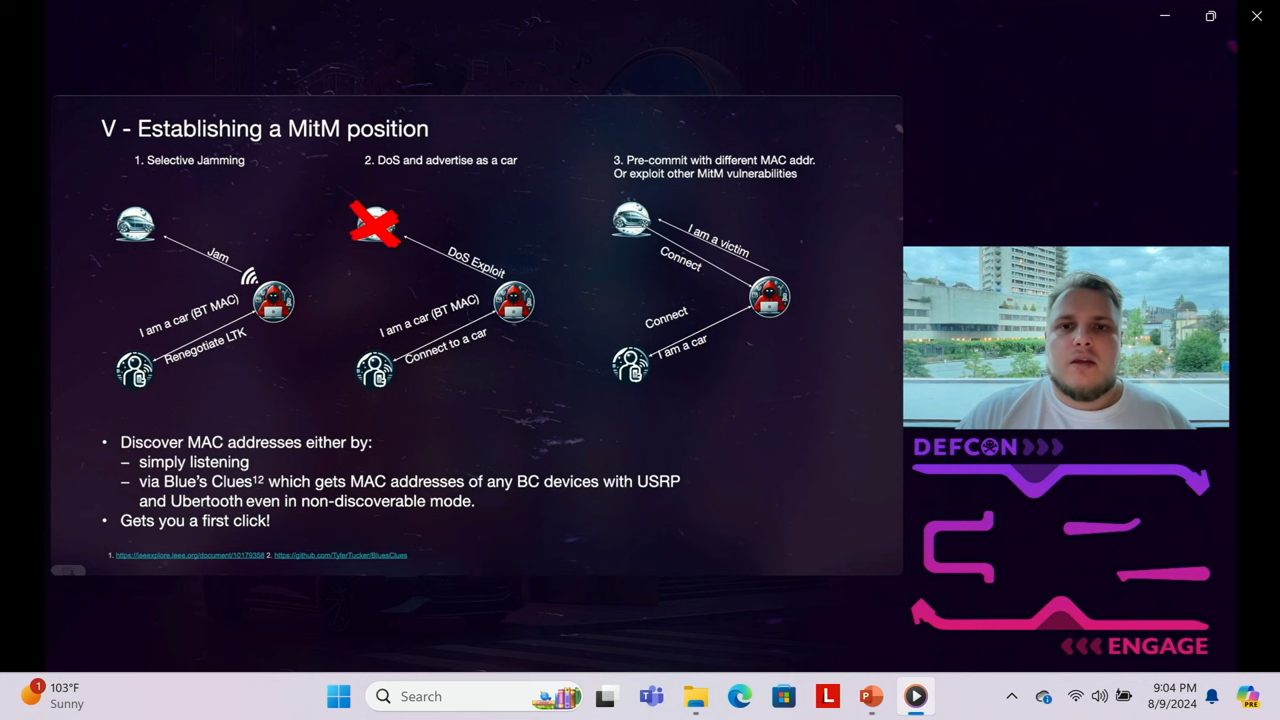 V - Establishing a MitM position
1. Selective Jamming
2. DoS and advertise as a car
3. Pre-commit with different MAC addr.
Or exploit other MitM vulnerabilities
Jam
I am a car (BT MAC)
Renegotiate LTK
DoS Exploit
I am a car (BT MAC)
Connect to a car
I am a victim
Connect
Connect
I am a car
• Discover MAC addresses either by:
– simply listening
– via Blue's Clues¹² which gets MAC addresses of any BC devices with USRP
and Ubertooth even in non-discoverable mode.
• Gets you a first click!
1. https://ieeexplore.ieee.org/document/10179358 2. https://github.com/TylerTucker/BluesClues
DEFCON
ENGAGE
1
103°F
Sunny
Search
L
PRE
9:04 PM
8/9/2024